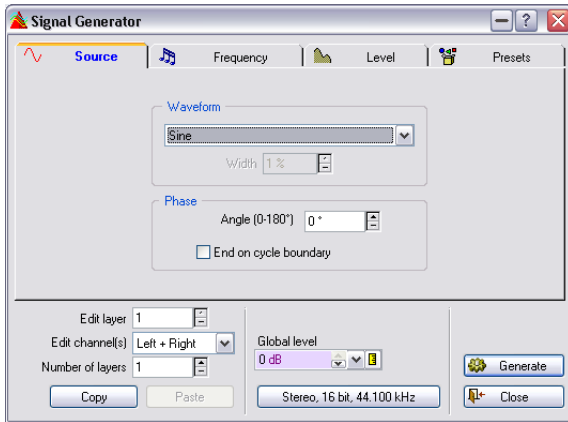 Signal Generator
Source Frequency Level Presets
Waveform
Sine
Width 1 %
Phase
Angle (0-180°) 0 °
End on cycle boundary
Edit layer 1
Edit channel(s) Left + Right
Number of layers 1
Copy Paste
Global level
0 dB
Stereo, 16 bit, 44.100 kHz
Generate
Close